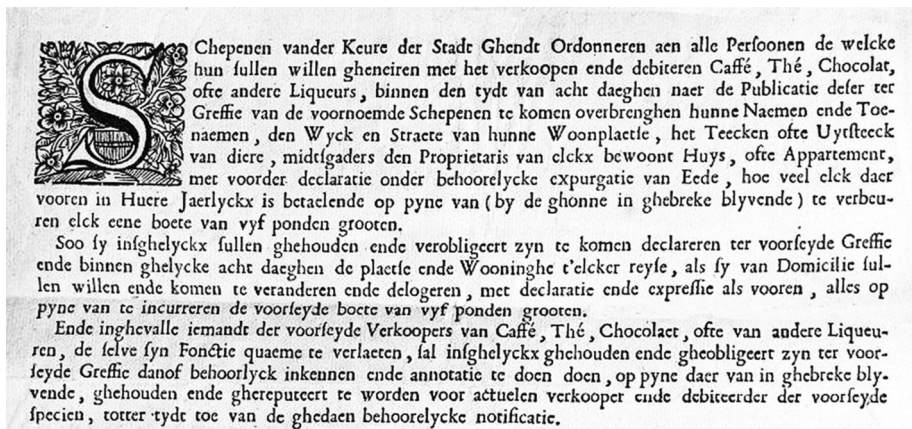 SChepenen vander Keure der Stadt Ghendt Ordonneren aen alle Perſoonen de welcke
hun ſullen willen gheneiren met het verkoopen ende debiteren Caffé, Thé, Chocolat,
ofte andere Liqueurs, binnen den tydt van acht daeghen naer de Publicatie deſer ter
Greffie van de voornoemde Schepenen te komen overbrenghen hunne Naemen ende Toe-
naemen, den Wyck en Straete van hunne Woonplaetſe, het Teecken ofte Uytſteeck
van diere, midtſgaders den Proprietaris van elckx bewoont Huys, ofte Appartement,
met voorder declaratie onder behoorelycke expurgatie van Eede, hoe veel elck daer
vooren in Huere Jaerlyckx is betaelende op pyne van (by de ghonne in ghebreke blyvende) te verbeu-
ren elck eene boete van vyf ponden grooten.
Soo ſy inſghelyckx ſullen ghehouden ende verobligeert zyn te komen declareren ter voorſeyde Greffie
ende binnen ghelycke acht daeghen de plaetſe ende Wooninghe t'elcker reyſe, als ſy van Domicilie ſul-
len willen ende komen te veranderen ende delogeren, met declaratie ende expreſſie als vooren, alles op
pyne van te incurreren de voorſeyde boete van vyf ponden grooten.
Ende inghevalle iemandt der voorſeyde Verkoopers van Caffé, Thé, Chocolaet, ofte van andere Liqueu-
ren, de ſelve ſyn Fonctie quaeme te verlaeten, ſal inſghelyckx ghehouden ende gheobligeert zyn ter voor-
ſeyde Greffie danof behoorlyck inkennen ende annotatie te doen doen, op pyne daer van in ghebreke bly-
vende, ghehouden ende ghereputeert te worden voor actuelen verkooper ende debiteerder der voorſeyde
ſpecien, totter tydt toe van de ghedaen behoorelycke notificatie.